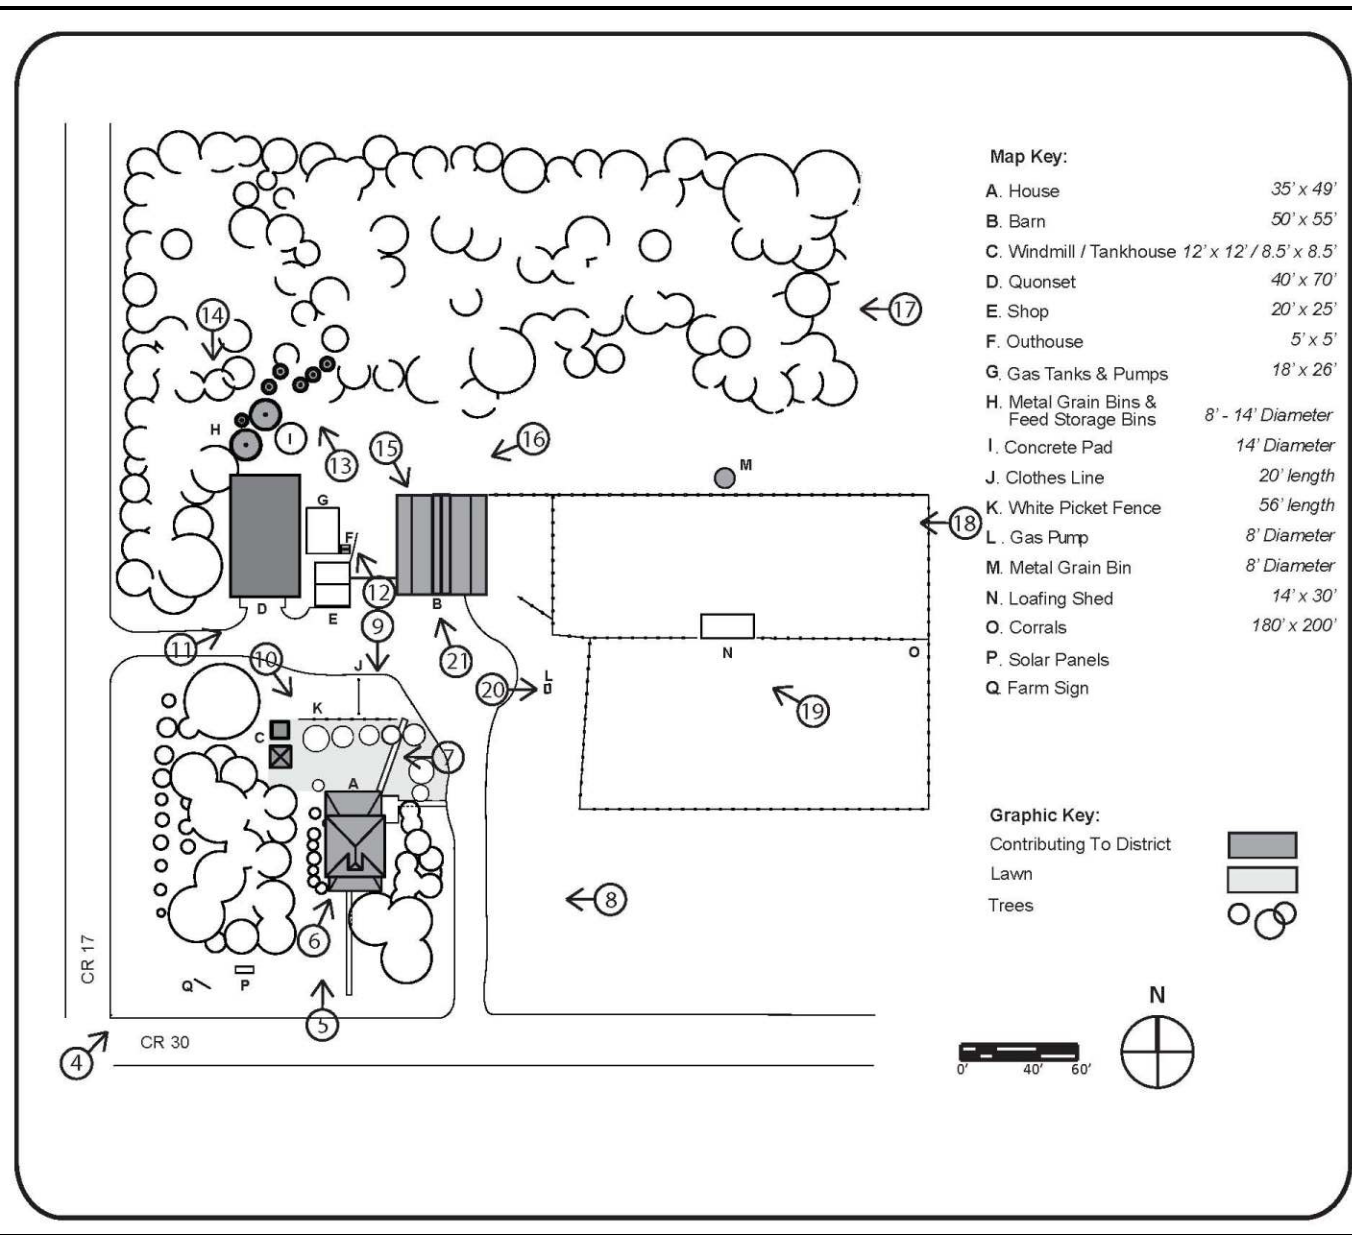 Map Key:
A. House 35' x 49'
B. Barn 50' x 55'
C. Windmill / Tankhouse 12' x 12' / 8.5' x 8.5'
D. Quonset 40' x 70'
E. Shop 20' x 25'
F. Outhouse 5' x 5'
G. Gas Tanks & Pumps 18' x 26'
H. Metal Grain Bins &
Feed Storage Bins 8' - 14' Diameter
I. Concrete Pad 14' Diameter
J. Clothes Line 20' length
K. White Picket Fence 56' length
L. Gas Pump 8' Diameter
M. Metal Grain Bin 8' Diameter
N. Loafing Shed 14' x 30'
O. Corrals 180' x 200'
P. Solar Panels
Q. Farm Sign
Graphic Key:
Contributing To District
Lawn
Trees
N
0' 40' 60'
17
14
H
I
13
15
16
M
18
G
F
12
D
E
B
9
11
10
J
21
20
L
N
O
19
K
C
7
A
8
6
Q
P
5
4
CR 17
CR 30